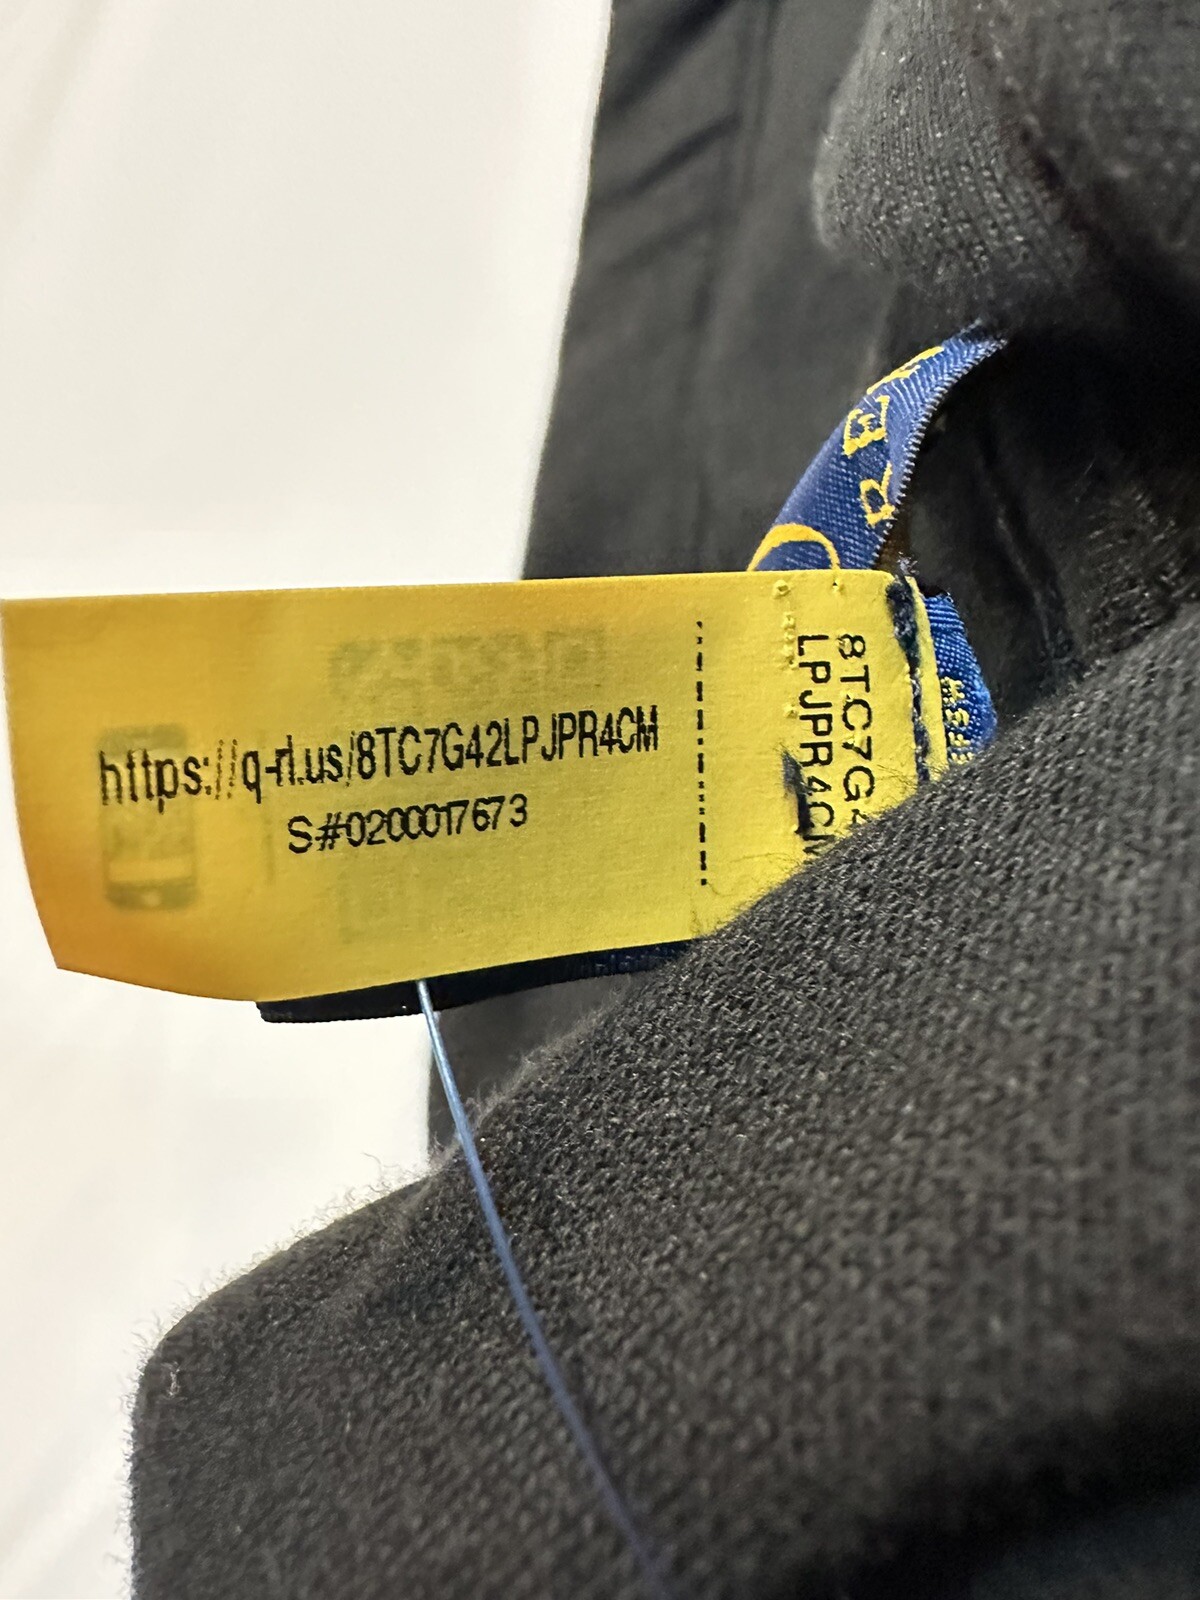 https://q-rl.us/8TC7G42LPJPR4CM
S#0200017673
8TC7G4
LPJPR4CM